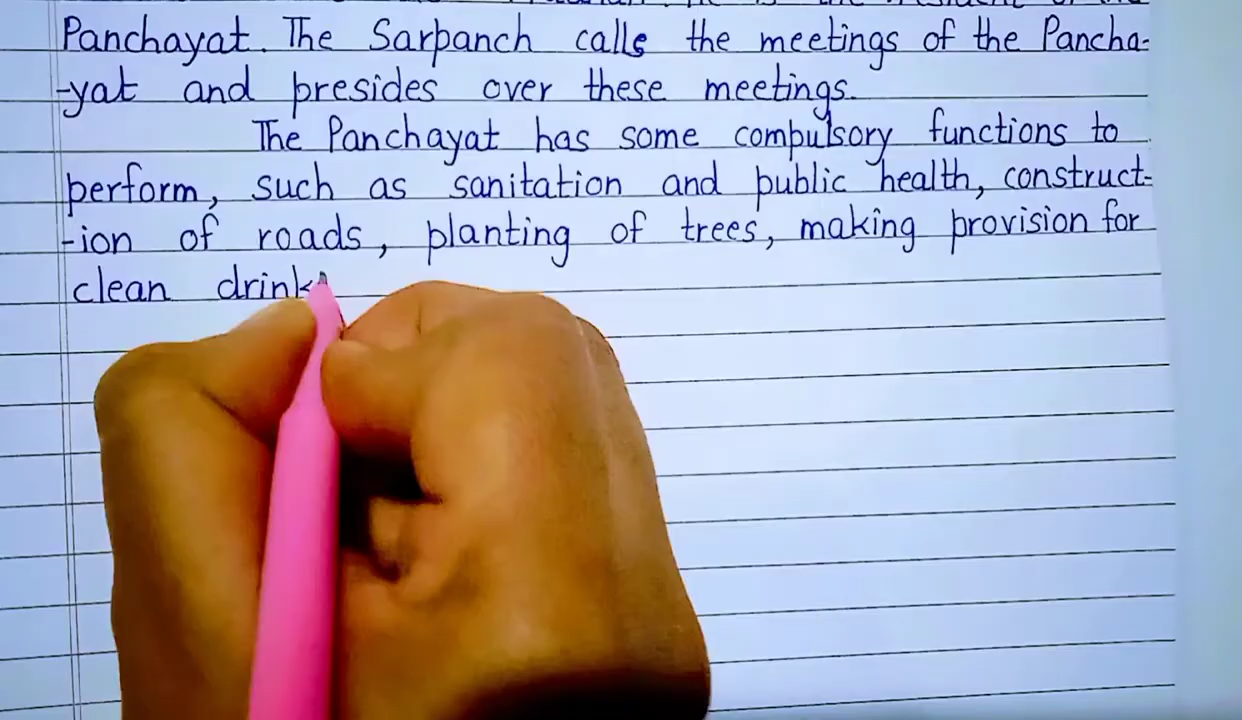 Panchayat. The Sarpanch calls the meetings of the Pancha-
-yat and presides over these meetings.
The Panchayat has some compulsory functions to
perform, such as sanitation and public health, construct-
-ion of roads, planting of trees, making provision for
clean drink